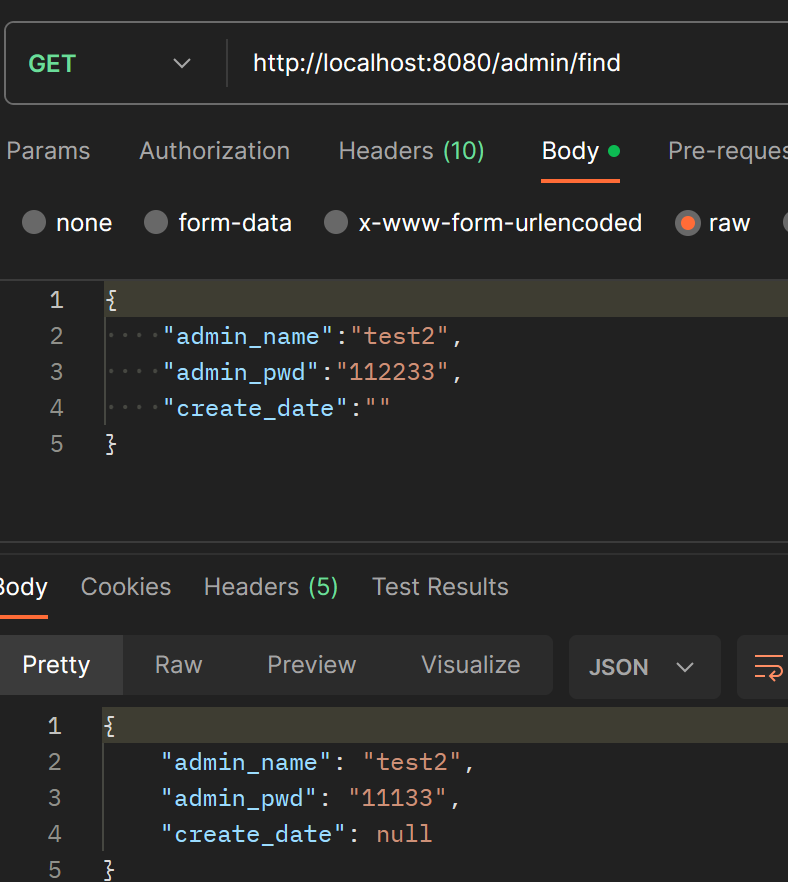 GET http://localhost:8080/admin/find
Params Authorization Headers (10) Body Pre-reques
none form-data x-www-form-urlencoded raw
1 {
2 "admin_name":"test2",
3 "admin_pwd":"112233",
4 "create_date":""
5 }
Body Cookies Headers (5) Test Results
Pretty Raw Preview Visualize JSON
1 {
2 "admin_name": "test2",
3 "admin_pwd": "11133",
4 "create_date": null
5 }